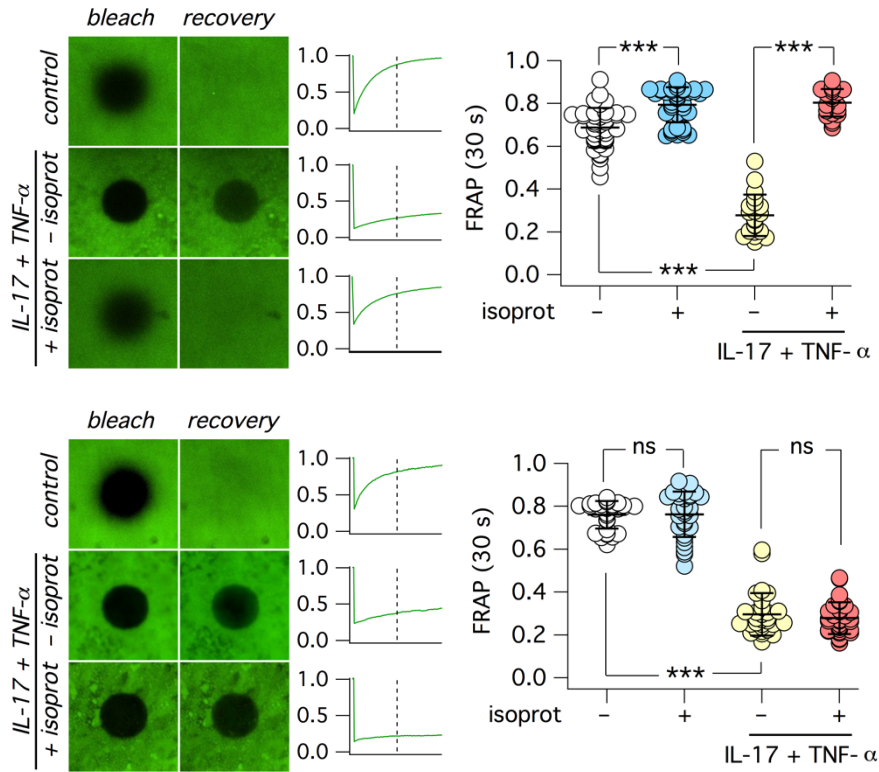 bleach recovery
control
IL-17 + TNF-α
– isoprot
+ isoprot
1.0
0.5
0.0
1.0
0.5
0.0
1.0
0.5
0.0
FRAP (30 s)
1.0
0.8
0.6
0.4
0.2
0.0
*** ***
***
isoprot – + – +
IL-17 + TNF- α
bleach recovery
control
IL-17 + TNF-α
– isoprot
+ isoprot
1.0
0.5
0.0
1.0
0.5
0.0
1.0
0.5
0.0
FRAP (30 s)
1.0
0.8
0.6
0.4
0.2
0.0
ns ns
***
isoprot – + – +
IL-17 + TNF- α